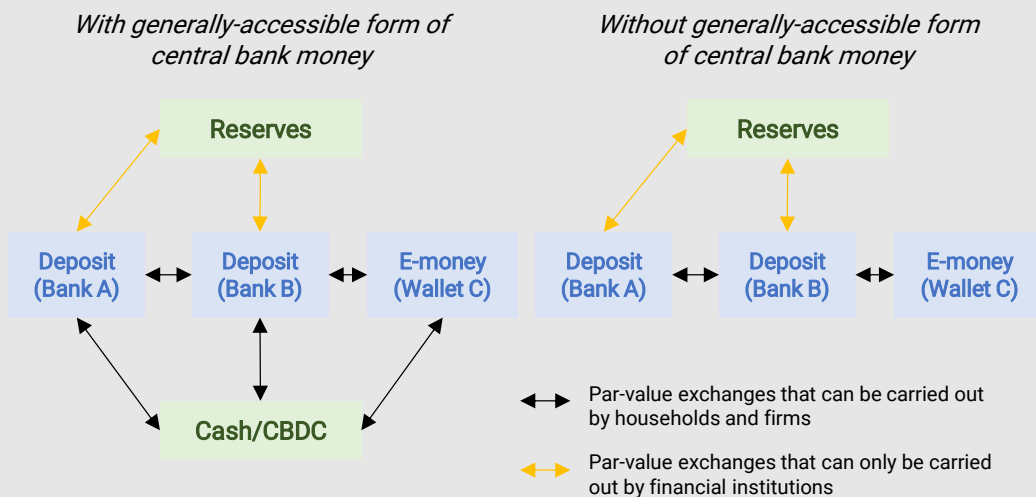 With generally-accessible form of
central bank money
Reserves
Deposit
(Bank A)
Deposit
(Bank B)
E-money
(Wallet C)
Cash/CBDC
Without generally-accessible form
of central bank money
Reserves
Deposit
(Bank A)
Deposit
(Bank B)
E-money
(Wallet C)
Par-value exchanges that can be carried out
by households and firms
Par-value exchanges that can only be carried
out by financial institutions